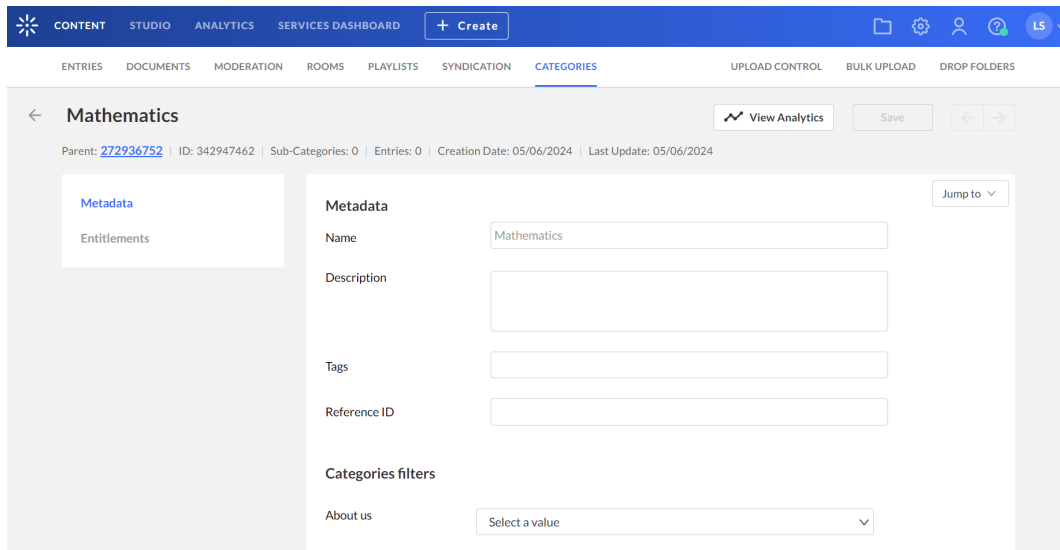 CONTENT STUDIO ANALYTICS SERVICES DASHBOARD + Create LS
ENTRIES DOCUMENTS MODERATION ROOMS PLAYLISTS SYNDICATION CATEGORIES UPLOAD CONTROL BULK UPLOAD DROP FOLDERS
Mathematics View Analytics Save
Parent: 272936752 | ID: 342947462 | Sub-Categories: 0 | Entries: 0 | Creation Date: 05/06/2024 | Last Update: 05/06/2024
Jump to
Metadata
Entitlements
Metadata
Name Mathematics
Description
Tags
Reference ID
Categories filters
About us Select a value